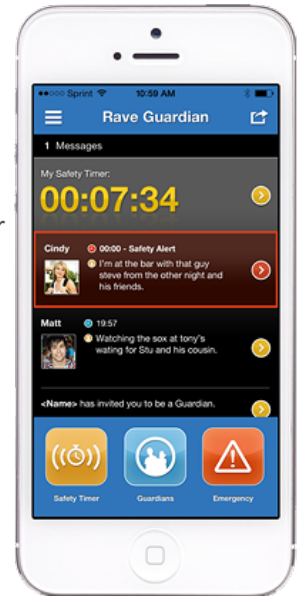 Sprint 10:59 AM
Rave Guardian
1 Messages
My Safety Timer:
00:07:34
Cindy 00:00 - Safety Alert
I'm at the bar with that guy
steve from the other night and
his friends.
Matt 19:57
Watching the sox at tony's
wating for Stu and his cousin.
<Name> has invited you to be a Guardian.
Safety Timer Guardians Emergency